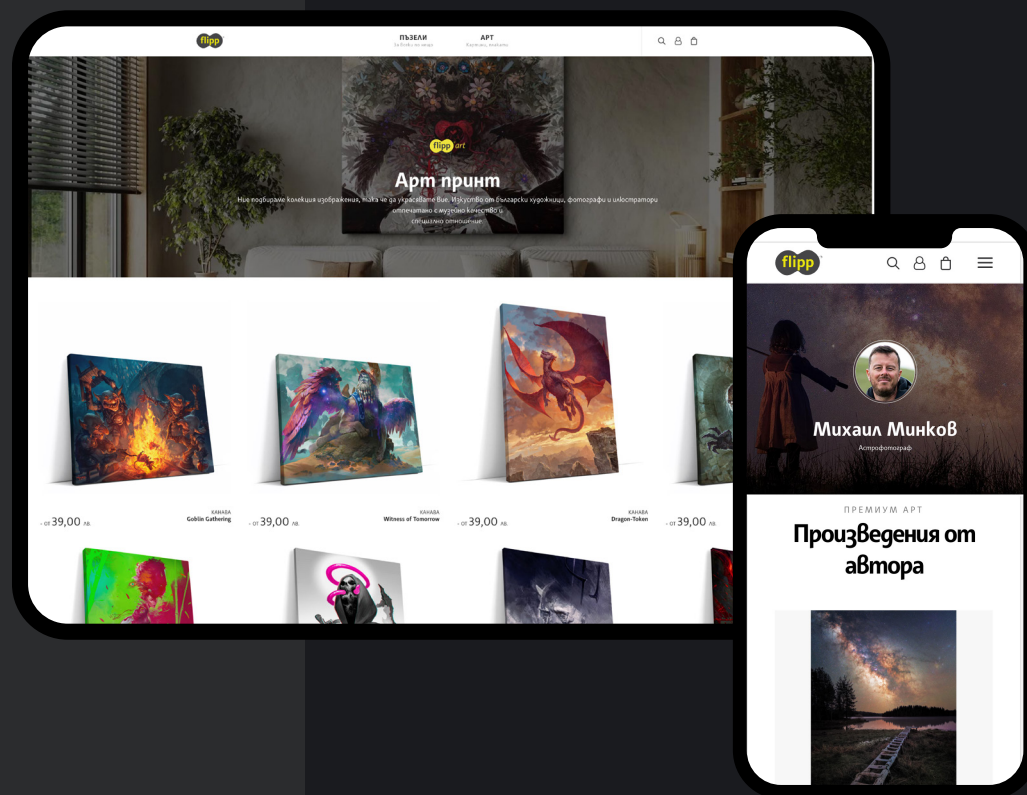 flipp
ПЪЗЕЛИ
АРТ
flipp art
Арт принт
Ние подбираме колекция изображения, така че да украсявате вие. Изкуство от български художници, фотографи и илюстратори
отпечатано с музейно качество и
специално отношение
- от 39,00 лв.
КАНАВА
Goblin Gathering
- от 39,00 лв.
КАНАВА
Witness of Tomorrow
- от 39,00 лв.
КАНАВА
Dragon-Token
- от 39,00 лв.
flipp
Михаил Минков
Астрофотограф
ПРЕМИУМ АРТ
Произведения от
автора